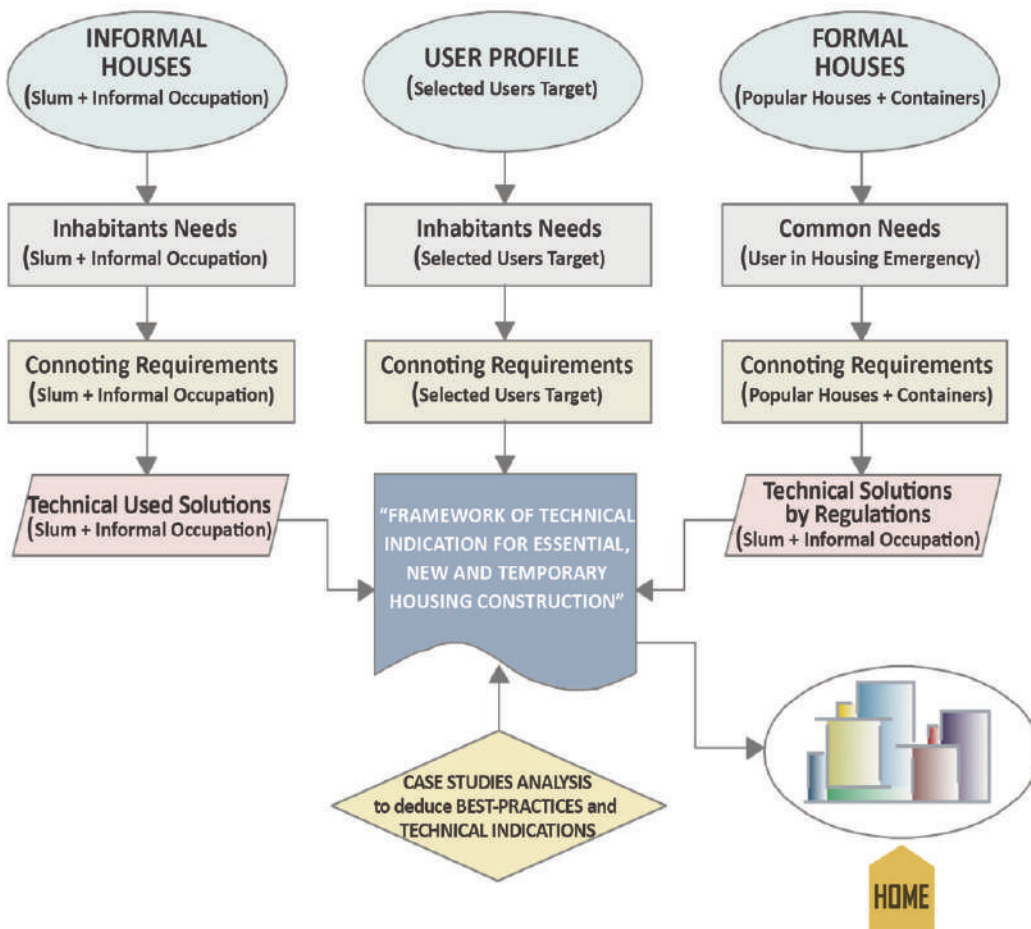 INFORMAL
HOUSES
(Slum + Informal Occupation)
USER PROFILE
(Selected Users Target)
FORMAL
HOUSES
(Popular Houses + Containers)
Inhabitants Needs
(Slum + Informal Occupation)
Inhabitants Needs
(Selected Users Target)
Common Needs
(User in Housing Emergency)
Connoting Requirements
(Slum + Informal Occupation)
Connoting Requirements
(Selected Users Target)
Connoting Requirements
(Popular Houses + Containers)
Technical Used Solutions
(Slum + Informal Occupation)
"FRAMEWORK OF TECHNICAL
INDICATION FOR ESSENTIAL,
NEW AND TEMPORARY
HOUSING CONSTRUCTION"
Technical Solutions
by Regulations
(Slum + Informal Occupation)
CASE STUDIES ANALYSIS
to deduce BEST-PRACTICES and
TECHNICAL INDICATIONS
HOME